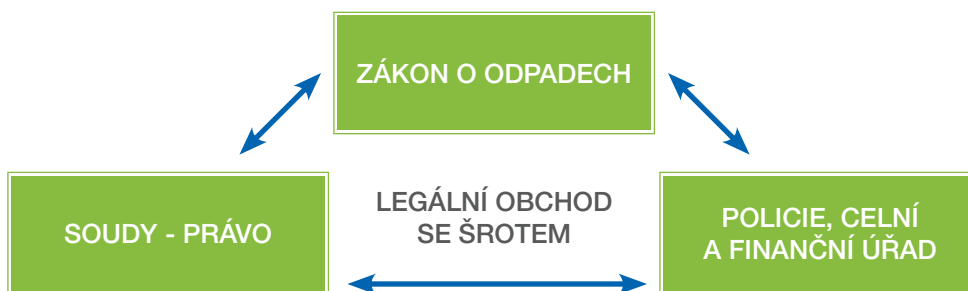 ZÁKON O ODPADECH
SOUDY - PRÁVO
LEGÁLNÍ OBCHOD
SE ŠROTEM
POLICIE, CELNÍ
A FINANČNÍ ÚŘAD